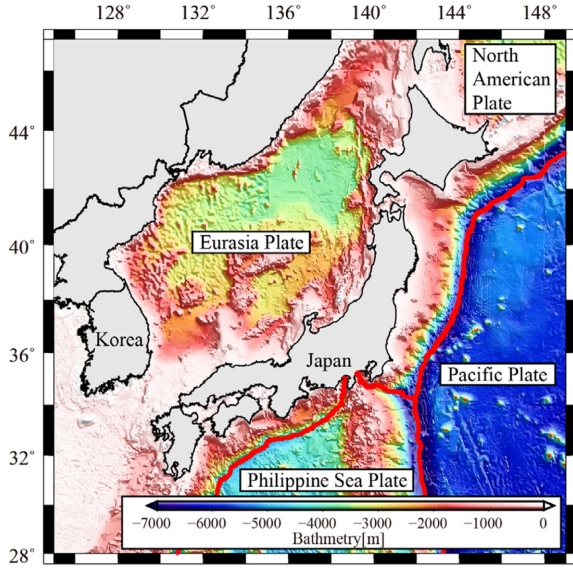 128° 132° 136° 140° 144° 148°
North
American
Plate
44°
Eurasia Plate
40°
Korea
36°
Japan
Pacific Plate
32°
Philippine Sea Plate
−7000 −6000 −5000 −4000 −3000 −2000 −1000 0
Bathmetry[m]
28°